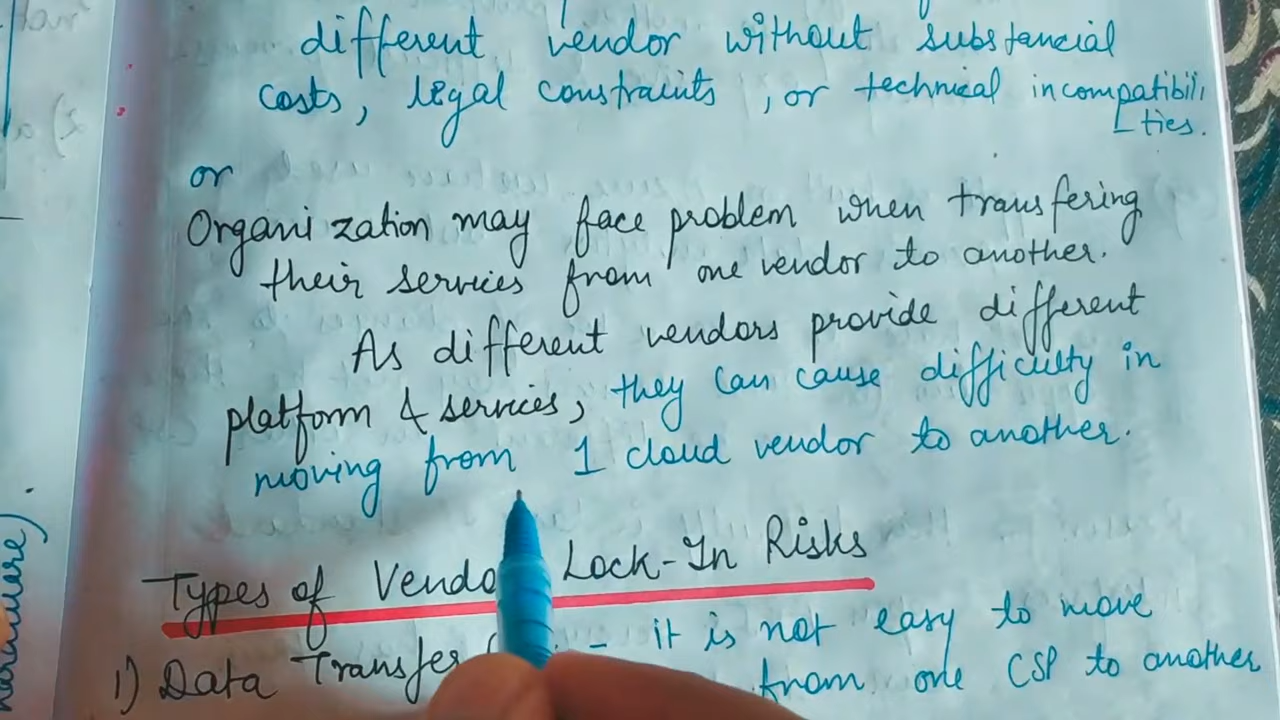 different vendor without substancial
costs, legal constraints, or technical incompatibili
ties.
or
Organization may face problem when transfering
their services from one vendor to another.
As different vendors provide different
platform & services, they can cause difficulty in
moving from 1 cloud vendor to another.
Types of Vendo Lock-In Risks
1) Data Transfer - it is not easy to move
from one CSP to another